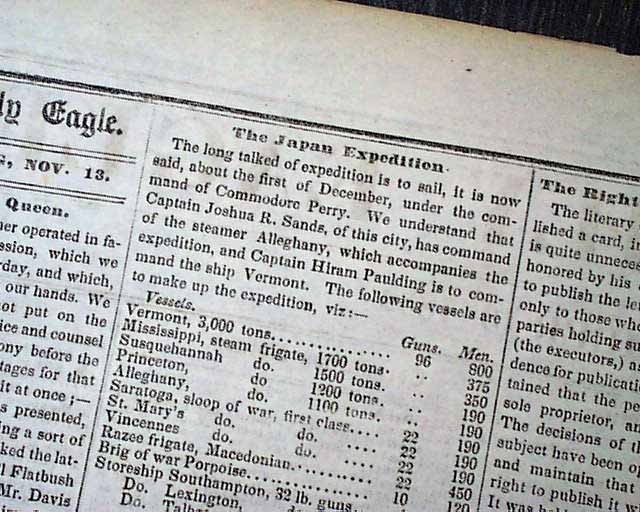 ly Eagle.
G, NOV. 13.
Queen.
her operated in fa-
ession, which we
rday, and which,
our hands. We
not put on the
ice and counsel
ony before the
tages for that
it at once ;—
s presented,
ng a sort of
ked the lat-
l Flatbush
Mr. Davis
The Japan Expedition.
The long talked of expedition is to sail, it is now
said, about the first of December, under the com-
mand of Commodore Perry. We understand that
Captain Joshua R. Sands, of this city, has command
of the steamer Alleghany, which accompanies the
expedition, and Captain Hiram Paulding is to com-
mand the ship Vermont. The following vessels are
to make up the expedition, viz:—
Vessels. Guns. Men.
Vermont, 3,000 tons............... 96 800
Mississippi, steam frigate, 1700 tons. .. 375
Susquehannah do. 1500 tons. .. 350
Princeton, do 1200 tons. .. 190
Alleghany, do. 1100 tons. .. 190
Saratoga, sloop of war, first class.... 22 190
St. Mary's do. do. .... 22 190
Vincennes do. do. .... 22 190
Razee frigate, Macedonian........... 22 450
Brig of war Porpoise............... 10
Storeship Southampton, 32 lb. guns..
Do. Lexington, do.
Do. do.
The Right
The literary
lished a card, i
is quite unneces
honored by his
to publish the le
only to those wh
parties holding su
(the executors,) a
dence for publicati
tained that the p
sole proprietor, an
The decisions of
subject have been o
and maintain that
right to publish it w
It was